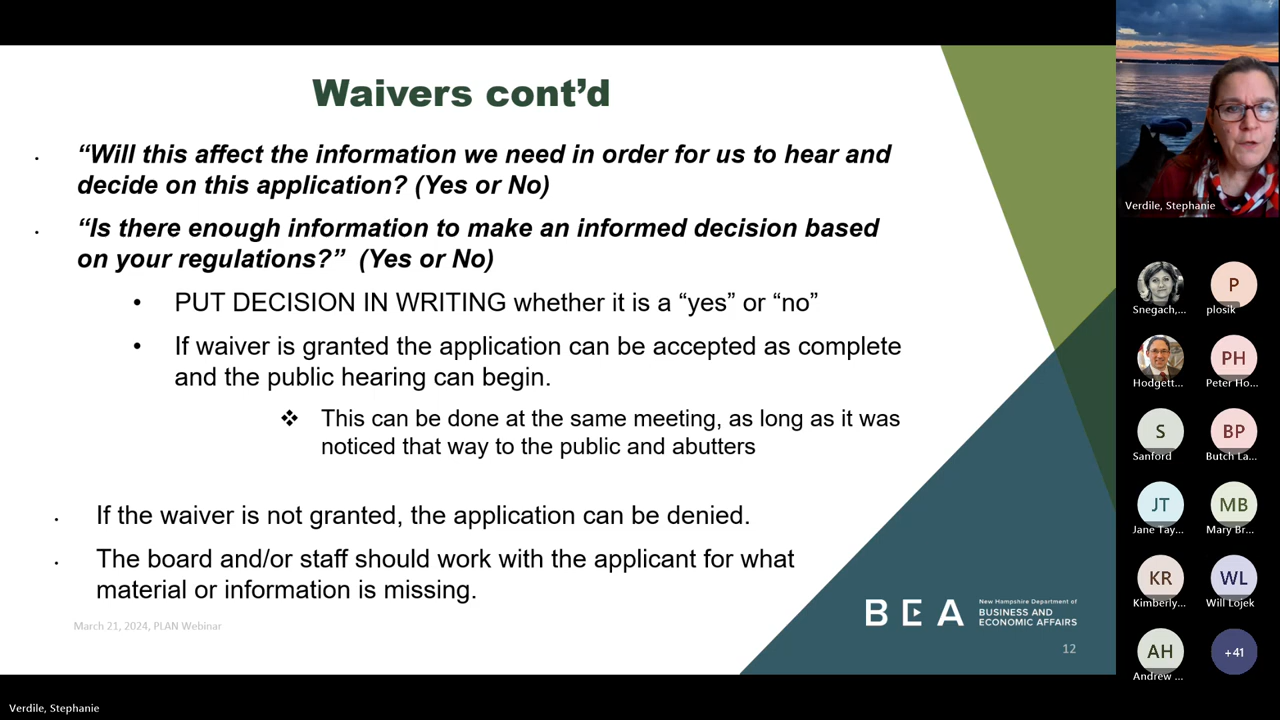 Waivers cont’d
“Will this affect the information we need in order for us to hear and
decide on this application? (Yes or No)
“Is there enough information to make an informed decision based
on your regulations?” (Yes or No)
PUT DECISION IN WRITING whether it is a “yes” or “no”
If waiver is granted the application can be accepted as complete
and the public hearing can begin.
This can be done at the same meeting, as long as it was
noticed that way to the public and abutters
If the waiver is not granted, the application can be denied.
The board and/or staff should work with the applicant for what
material or information is missing.
March 21, 2024, PLAN Webinar
BEA
New Hampshire Department of
BUSINESS AND
ECONOMIC AFFAIRS
12
Verdile, Stephanie
Snegach,...
P
plosik
Hodgett...
PH
Peter Ho...
S
Sanford
BP
Butch La...
JT
Jane Tay...
MB
Mary Br...
KR
Kimberly...
WL
Will Lojek
AH
Andrew ...
+41
Verdile, Stephanie